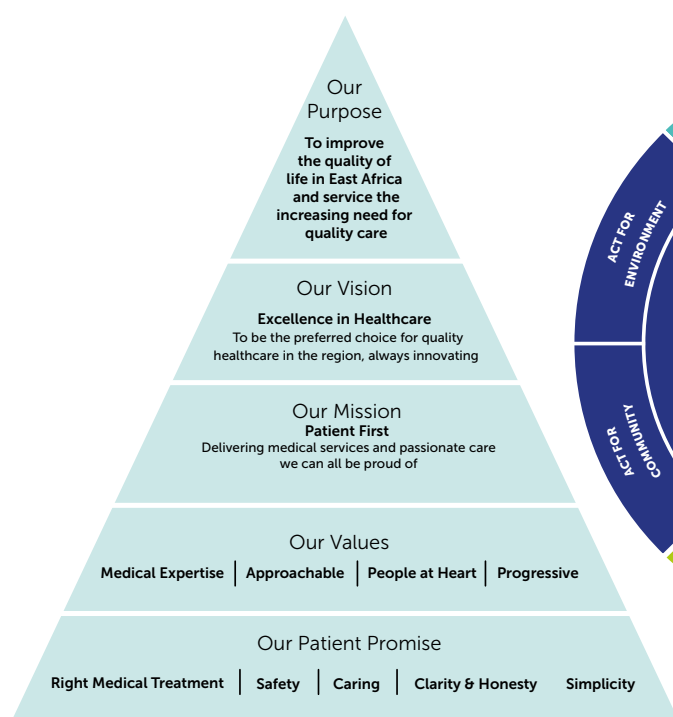 Our
Purpose
To improve
the quality of
life in East Africa
and service the
increasing need for
quality care
Our Vision
Excellence in Healthcare
To be the preferred choice for quality
healthcare in the region, always innovating
Our Mission
Patient First
Delivering medical services and passionate care
we can all be proud of
Our Values
Medical Expertise | Approachable | People at Heart | Progressive
Our Patient Promise
Right Medical Treatment | Safety | Caring | Clarity & Honesty Simplicity
ACT FOR
ENVIRONMENT
ACT FOR
COMMUNITY